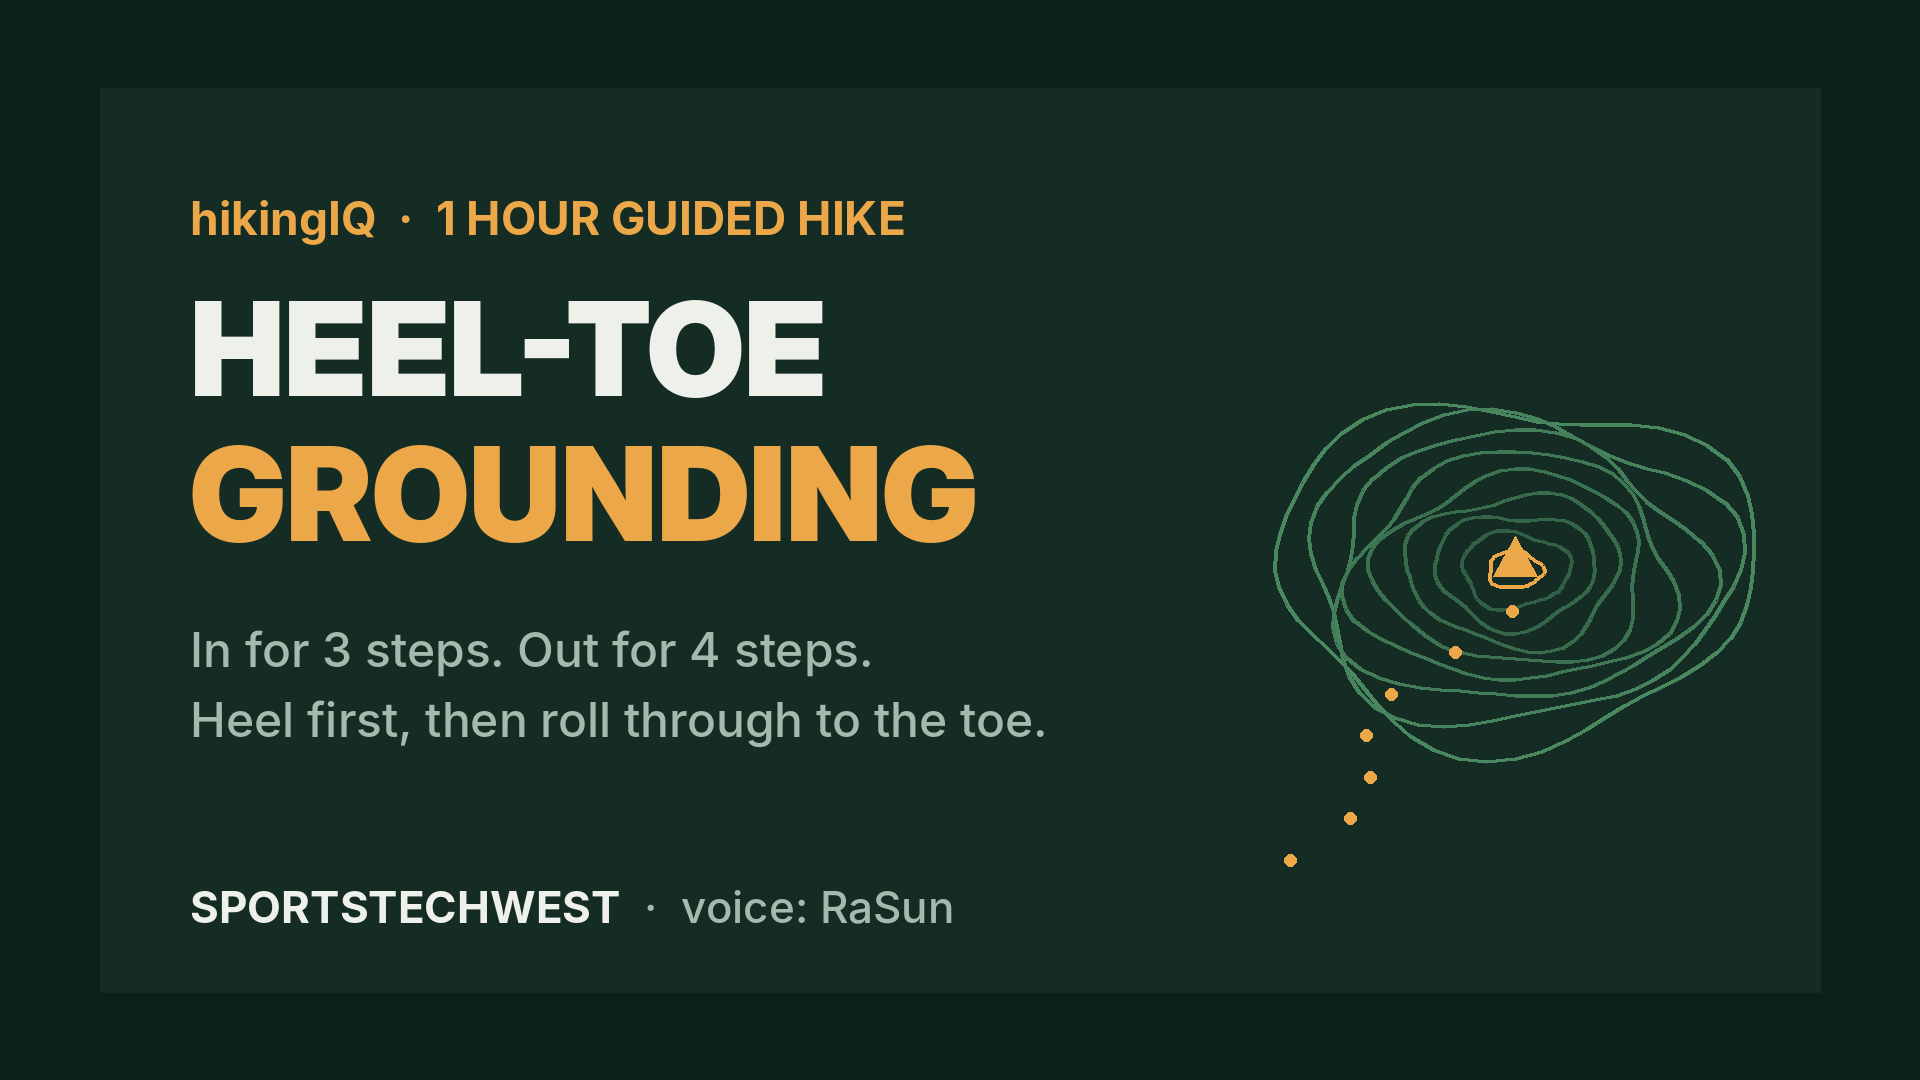 hikingIQ · 1 HOUR GUIDED HIKE
HEEL-TOE
GROUNDING
In for 3 steps. Out for 4 steps.
Heel first, then roll through to the toe.
SPORTSTECHWEST · voice: RaSun